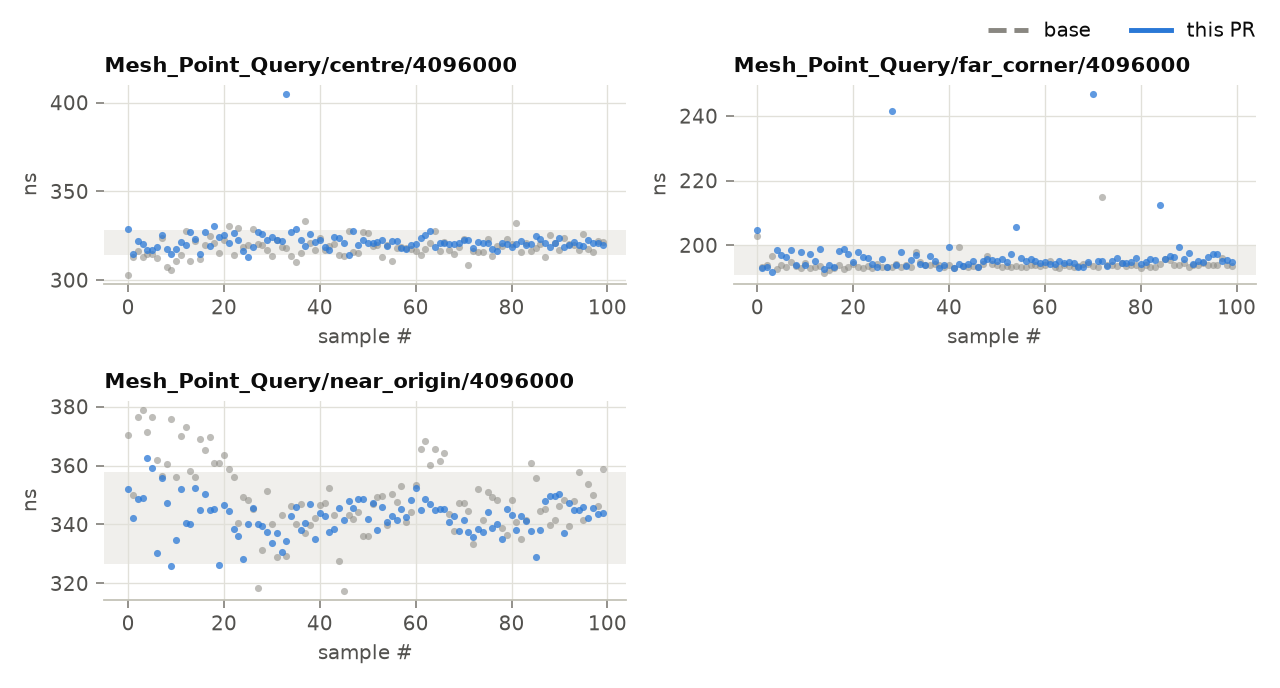 base this PR
Mesh_Point_Query/centre/4096000
400
350
300
ns
0 20 40 60 80 100
sample #
Mesh_Point_Query/far_corner/4096000
240
220
200
ns
0 20 40 60 80 100
sample #
Mesh_Point_Query/near_origin/4096000
380
360
340
320
ns
0 20 40 60 80 100
sample #